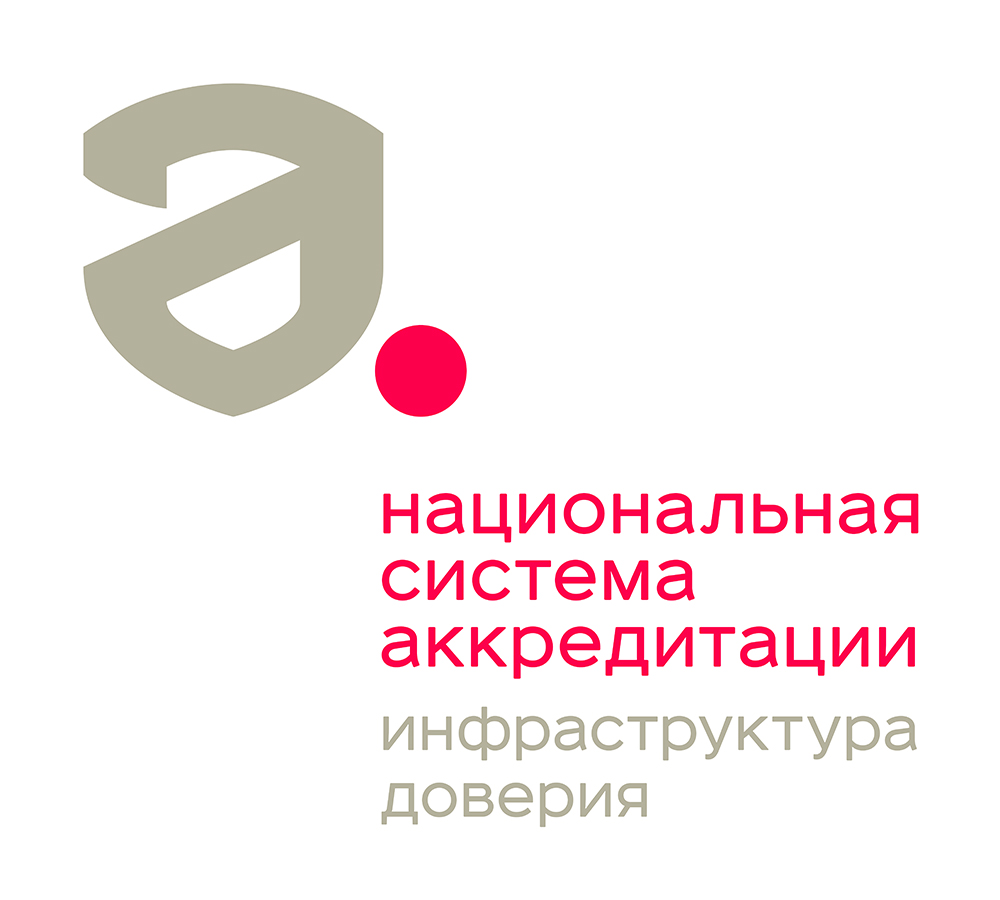 а.
национальная
система
аккредитации
инфраструктура
доверия